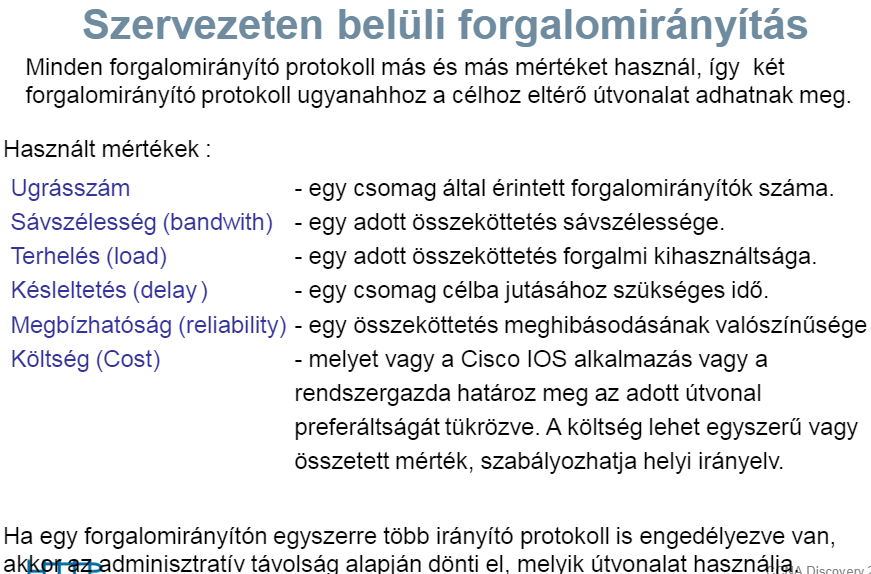 Szervezeten belüli forgalomirányítás
Minden forgalomirányító protokoll más és más mértéket használ, így két
forgalomirányító protokoll ugyanahhoz a célhoz eltérő útvonalat adhatnak meg.
Használt mértékek :
Ugrásszám - egy csomag által érintett forgalomirányítók száma.
Sávszélesség (bandwith) - egy adott összeköttetés sávszélessége.
Terhelés (load) - egy adott összeköttetés forgalmi kihasználtsága.
Késleltetés (delay) - egy csomag célba jutásához szükséges idő.
Megbízhatóság (reliability) - egy összeköttetés meghibásodásának valószínűsége
Költség (Cost) - melyet vagy a Cisco IOS alkalmazás vagy a
rendszergazda határoz meg az adott útvonal
preferáltságát tükrözve. A költség lehet egyszerű vagy
összetett mérték, szabályozhatja helyi irányelv.
Ha egy forgalomirányítón egyszerre több irányító protokoll is engedélyezve van,
akkor az adminisztratív távolság alapján dönti el, melyik útvonalat használja.
Discovery